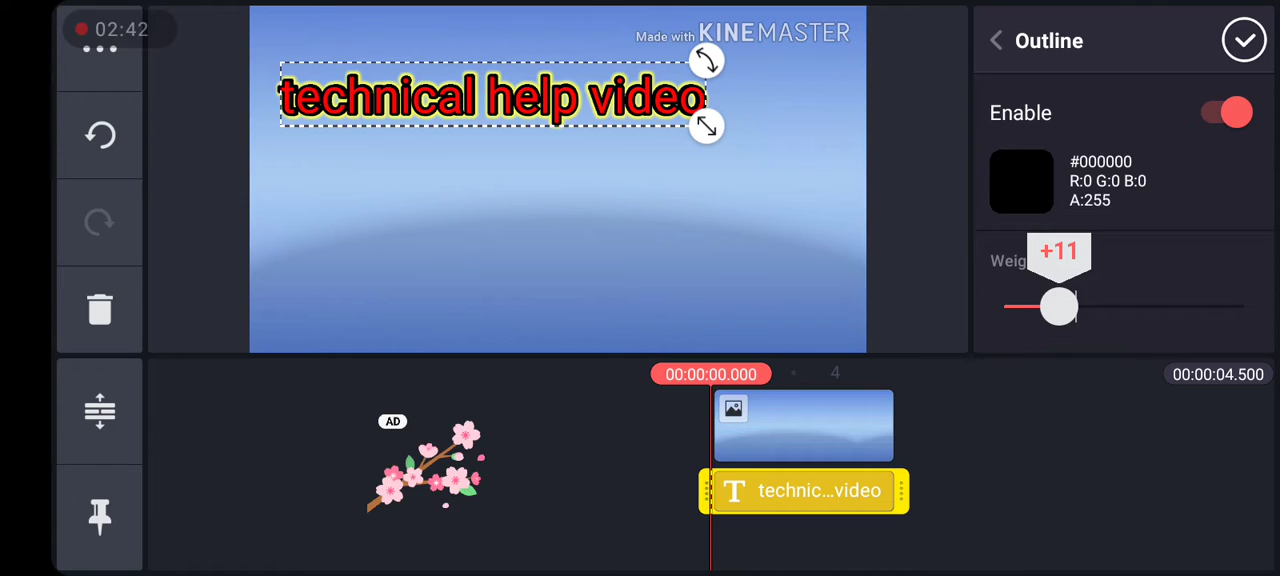 02:42
Made with KINEMASTER
technical help video
Outline
Enable
#000000
R:0 G:0 B:0
A:255
+11
Weig
00:00:00.000
4
00:00:04.500
AD
T technic...video